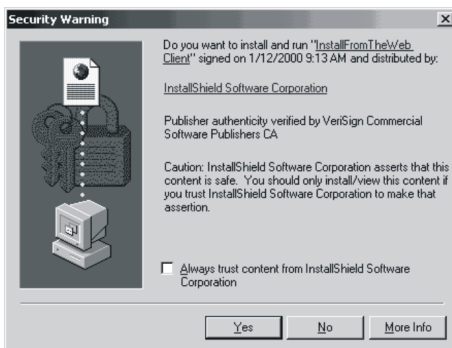 Security Warning
Do you want to install and run "InstallFromTheWeb
Client" signed on 1/12/2000 9:13 AM and distributed by:
InstallShield Software Corporation
Publisher authenticity verified by VeriSign Commercial
Software Publishers CA
Caution: InstallShield Software Corporation asserts that this
content is safe. You should only install/view this content if
you trust InstallShield Software Corporation to make that
assertion.
Always trust content from InstallShield Software
Corporation
Yes
No
More Info